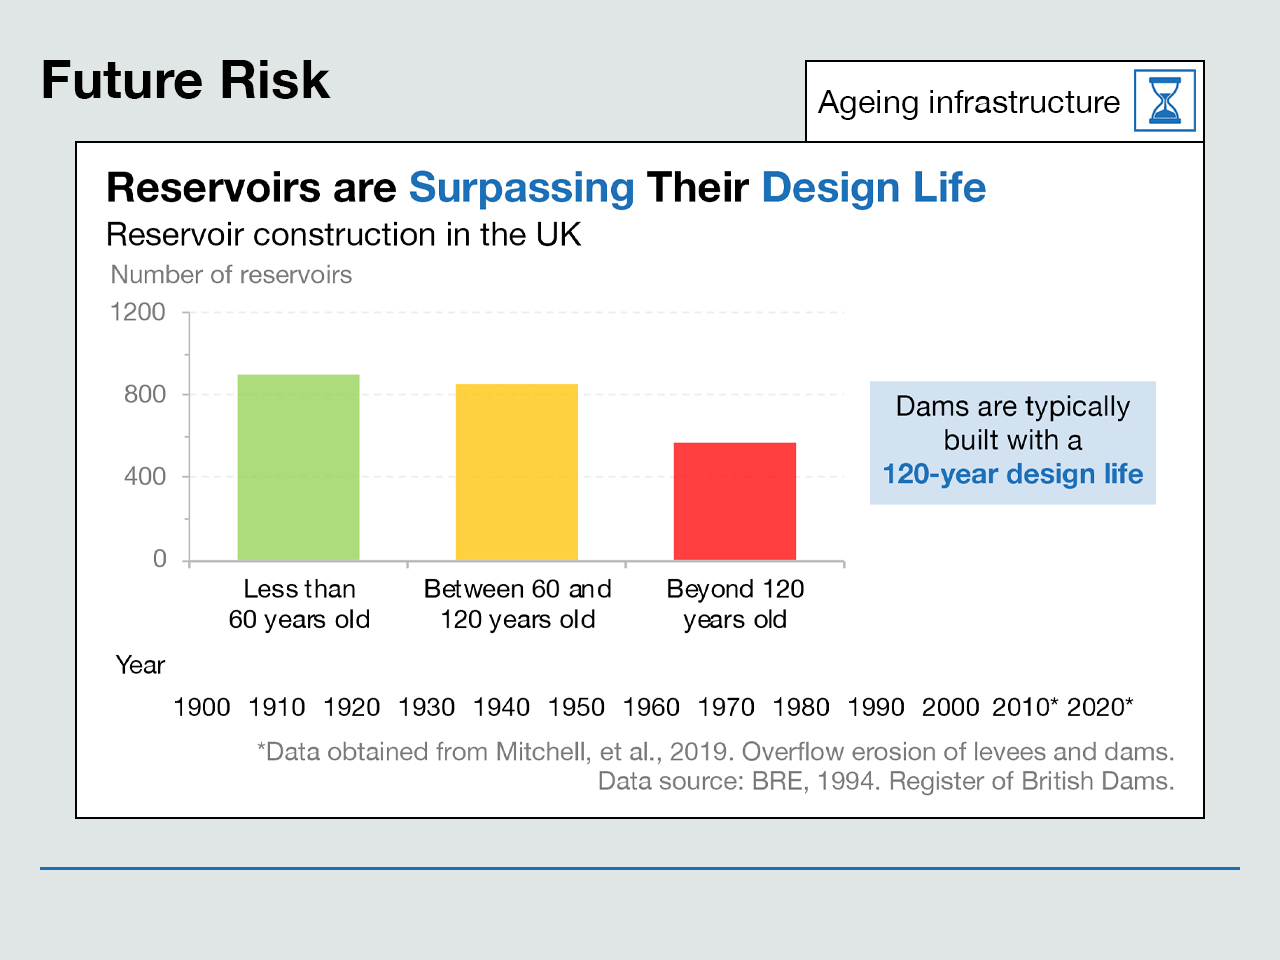 Future Risk
Ageing infrastructure
Reservoirs are Surpassing Their Design Life
Reservoir construction in the UK
Number of reservoirs
1200
800
400
0
Less than
60 years old
Between 60 and
120 years old
Beyond 120
years old
Dams are typically
built with a
120-year design life
Year
1900 1910 1920 1930 1940 1950 1960 1970 1980 1990 2000 2010* 2020*
*Data obtained from Mitchell, et al., 2019. Overflow erosion of levees and dams.
Data source: BRE, 1994. Register of British Dams.